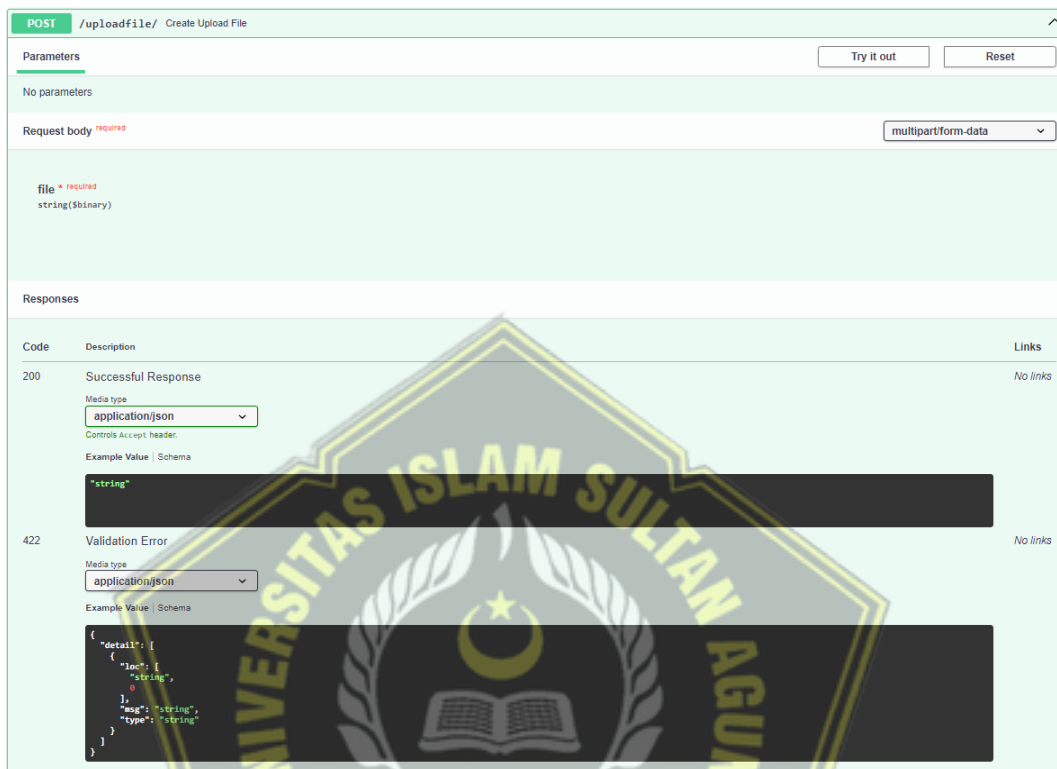 POST /uploadfile/ Create Upload File
Parameters Try it out Reset
No parameters
Request body required multipart/form-data
file * required
string($binary)
Responses
Code Description Links
200 Successful Response No links
Media type
application/json
Controls Accept header.
Example Value | Schema
"string"
422 Validation Error No links
Media type
application/json
Example Value | Schema
{
"detail": [
{
"loc": [
"string",
0
],
"msg": "string",
"type": "string"
}
]
}
UNIVERSITAS ISLAM SULTAN AGUN